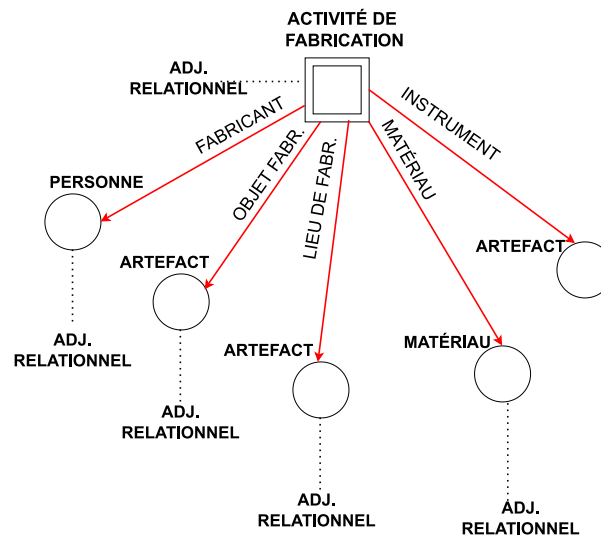 ACTIVITÉ DE
FABRICATION
ADJ.
RELATIONNEL
FABRICANT
OBJET FABR.
LIEU DE FABR.
MATÉRIAU
INSTRUMENT
PERSONNE
ARTEFACT
ARTEFACT
MATÉRIAU
ARTEFACT
ADJ.
RELATIONNEL
ADJ.
RELATIONNEL
ADJ.
RELATIONNEL
ADJ.
RELATIONNEL